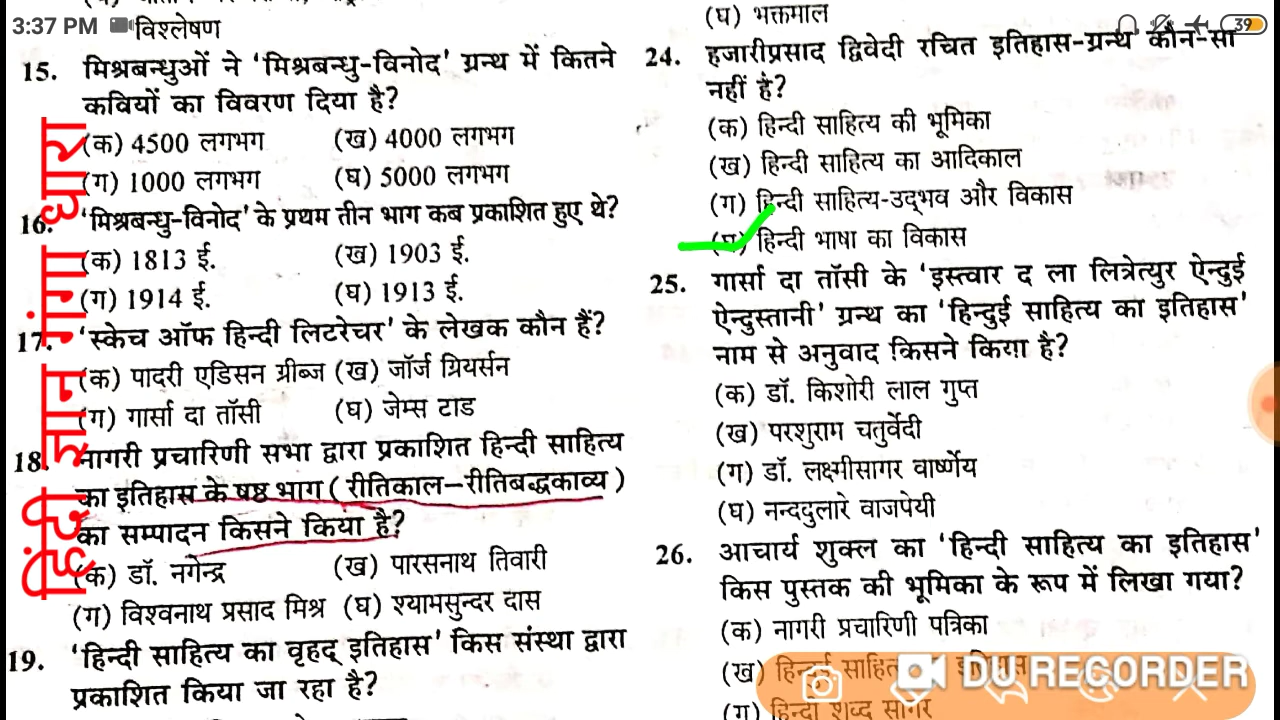 3:37 PM
39
विश्लेषण
15. मिश्रबन्धुओं ने 'मिश्रबन्धु-विनोद' ग्रन्थ में कितने
कवियों का विवरण दिया है?
(क) 4500 लगभग (ख) 4000 लगभग
(ग) 1000 लगभग (घ) 5000 लगभग
16. 'मिश्रबन्धु-विनोद' के प्रथम तीन भाग कब प्रकाशित हुए थे?
(क) 1813 ई. (ख) 1903 ई.
(ग) 1914 ई. (घ) 1913 ई.
17. 'स्केच ऑफ हिन्दी लिटरेचर' के लेखक कौन हैं?
(क) पादरी एडिसन ग्रीब्ज (ख) जॉर्ज ग्रियर्सन
(ग) गार्सा दा तॉसी (घ) जेम्स टाड
18. नागरी प्रचारिणी सभा द्वारा प्रकाशित हिन्दी साहित्य
का इतिहास के षष्ठ भाग (रीतिकाल–रीतिबद्धकाव्य)
का सम्पादन किसने किया है?
(क) डॉ. नगेन्द्र (ख) पारसनाथ तिवारी
(ग) विश्वनाथ प्रसाद मिश्र (घ) श्यामसुन्दर दास
19. 'हिन्दी साहित्य का वृहद् इतिहास' किस संस्था द्वारा
प्रकाशित किया जा रहा है?
हिंदी ज्ञान गंगा धारा
(घ) भक्तमाल
24. हजारीप्रसाद द्विवेदी रचित इतिहास-ग्रन्थ कौन-सा
नहीं है?
(क) हिन्दी साहित्य की भूमिका
(ख) हिन्दी साहित्य का आदिकाल
(ग) हिन्दी साहित्य-उद्भव और विकास
(घ) हिन्दी भाषा का विकास
25. गार्सा दा तॉसी के 'इस्त्वार द ला लित्रेत्युर ऐन्दुई
ऐन्दुस्तानी' ग्रन्थ का 'हिन्दुई साहित्य का इतिहास'
नाम से अनुवाद किसने किया है?
(क) डॉ. किशोरी लाल गुप्त
(ख) परशुराम चतुर्वेदी
(ग) डॉ. लक्ष्मीसागर वार्ष्णेय
(घ) नन्ददुलारे वाजपेयी
26. आचार्य शुक्ल का 'हिन्दी साहित्य का इतिहास'
किस पुस्तक की भूमिका के रूप में लिखा गया?
(क) नागरी प्रचारिणी पत्रिका
(ख) इतिहास
(ग) हिन्दी शब्द सागर
DU RECORDER